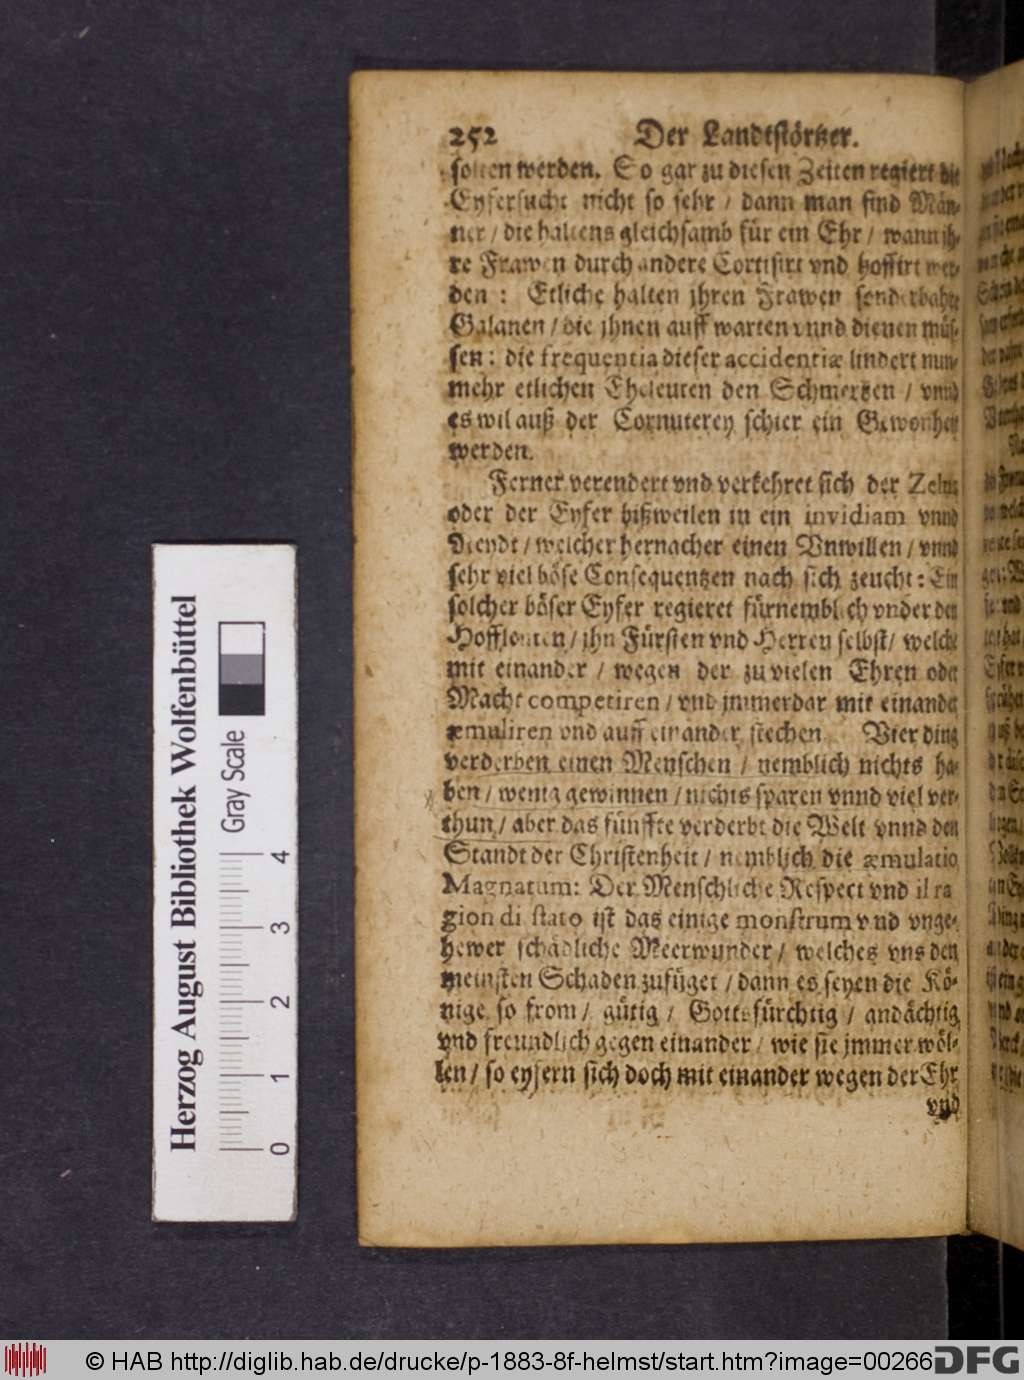 252 Der Landtstörtzer.
solten werden. So gar zu diesen Zeiten regiert die
Eyfersucht nicht so sehr / dann man find Män-
ner / die haltens gleichsamb für ein Ehr / wann jh-
re Frawen durch andere Cortisirt vnd hoffirt wer-
den: Etliche halten jhren Frawen sonderbahre
Galanen / die jhnen auff warten vnnd dienen müs-
sen: die frequentia dieser accidentiæ lindert nun-
mehr etlichen Eheleuten den Schmertzen / vnnd
es wil auß der Cornuterey schier ein Gewonheit
werden.
Ferner verendert vnd verkehret sich der Zelus
oder der Eyfer bißweilen in ein invidiam vnnd
/ welcher hernacher einen Vnwillen / vnnd
sehr viel böse Consequentzen nach sich zeucht: Ein
solcher böser Eyfer regieret fürnemblich vnder den
Hoffleuten / jhn Fürsten vnd Herren selbst / welche
mit einander / wegen der zu vielen Ehren oder
Macht competiren / vnd jmmerdar mit einander
æmuliren vnd auff einander stechen. Vier ding
verderben einen Menschen / nemblich nichts ha-
ben / wenig gewinnen / nichts sparen vnnd viel ver-
thun / aber das fünffte verderbt die Welt vnnd den
Standt der Christenheit / nemblich die æmulatio
Magnatum: Der Menschliche Respect vnd il ra
gion di stato ist das einige monstrum vnd vnge-
hewer schädliche Meerwunder / welches vns den
meinsten Schaden zufüget / dann es seyen die Kö-
nige so from / gütig / Gottsfürchtig / andächtig
vnd freundlich gegen einander / wie sie jmmer wöl-
len / so eyfern sich doch mit einander wegen der Ehr
vnd
Herzog August Bibliothek Wolfenbüttel
Gray Scale
0 1 2 3 4
© HAB http://diglib.hab.de/drucke/p-1883-8f-helmst/start.htm?image=00266
DFG